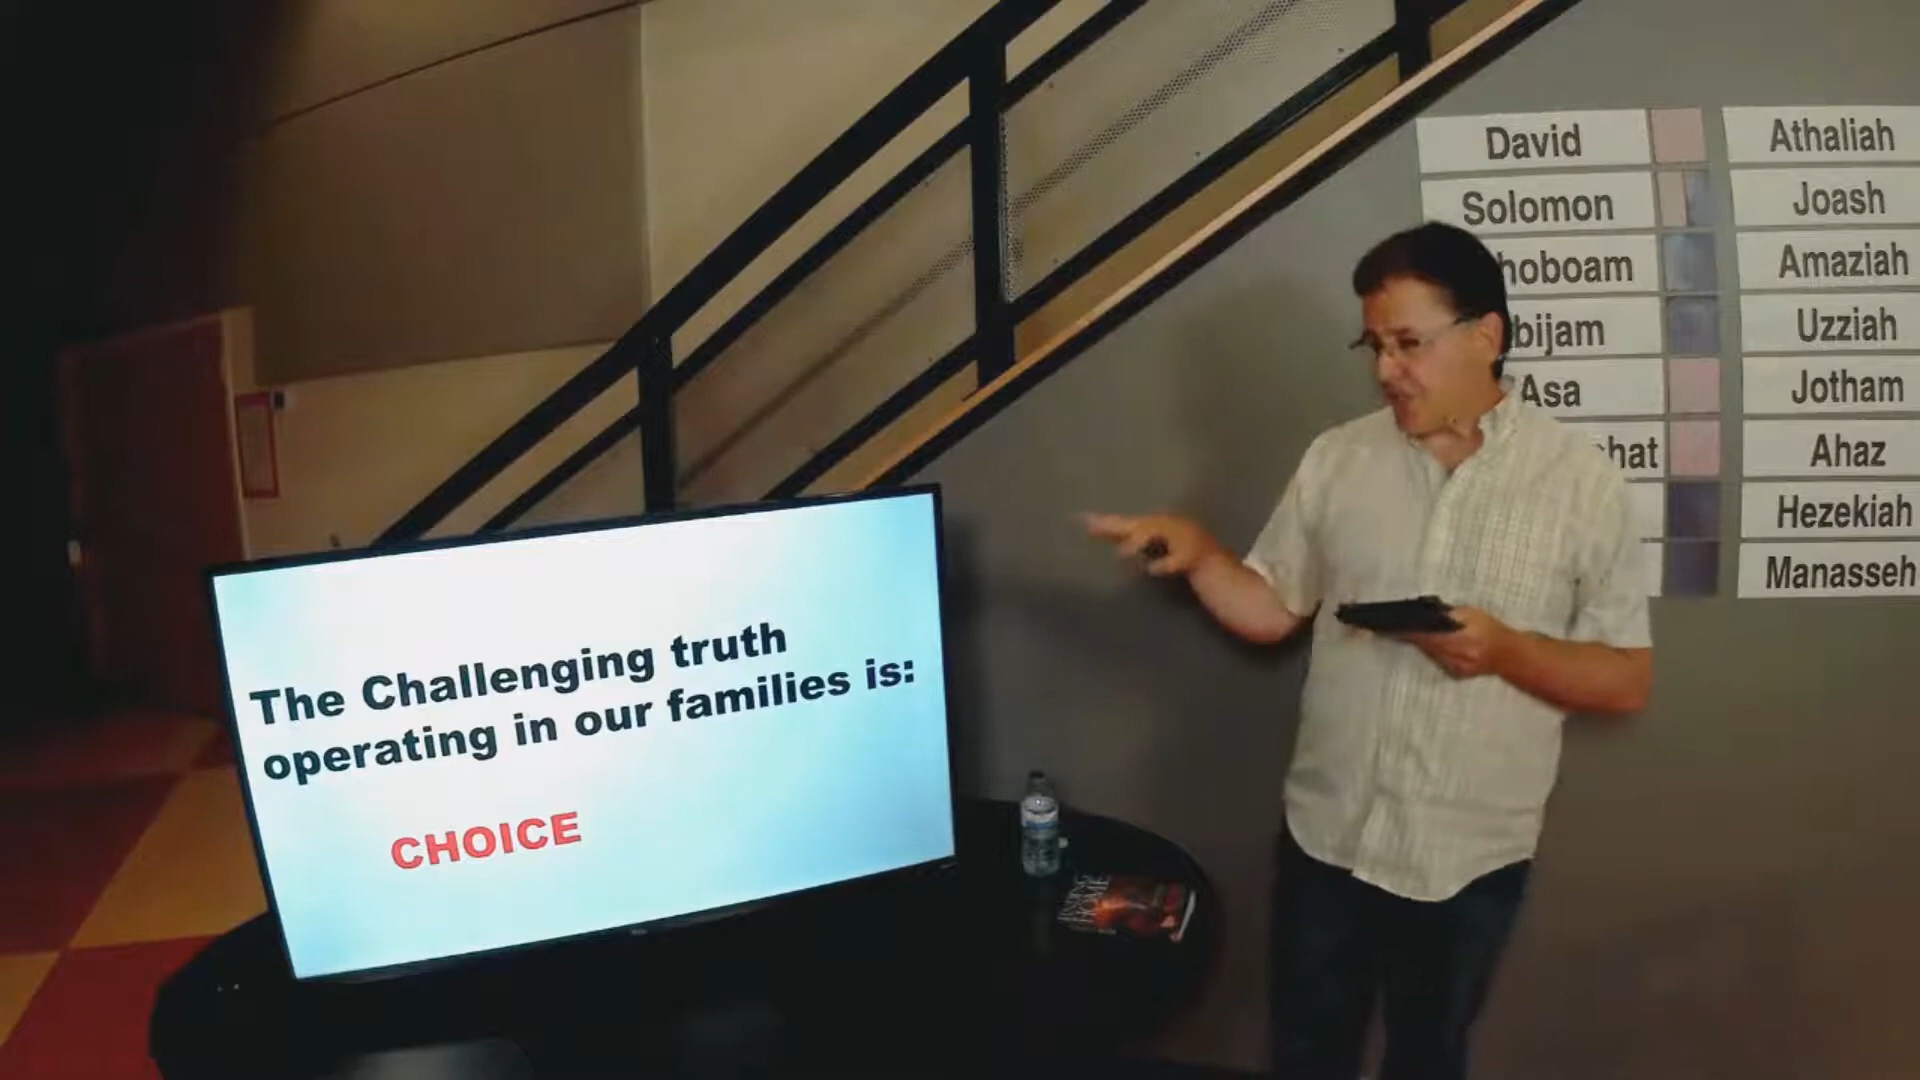 The Challenging truth
operating in our families is:
CHOICE
David
Solomon
hoboam
bijam
Asa
hat
Athaliah
Joash
Amaziah
Uzziah
Jotham
Ahaz
Hezekiah
Manasseh
HOME